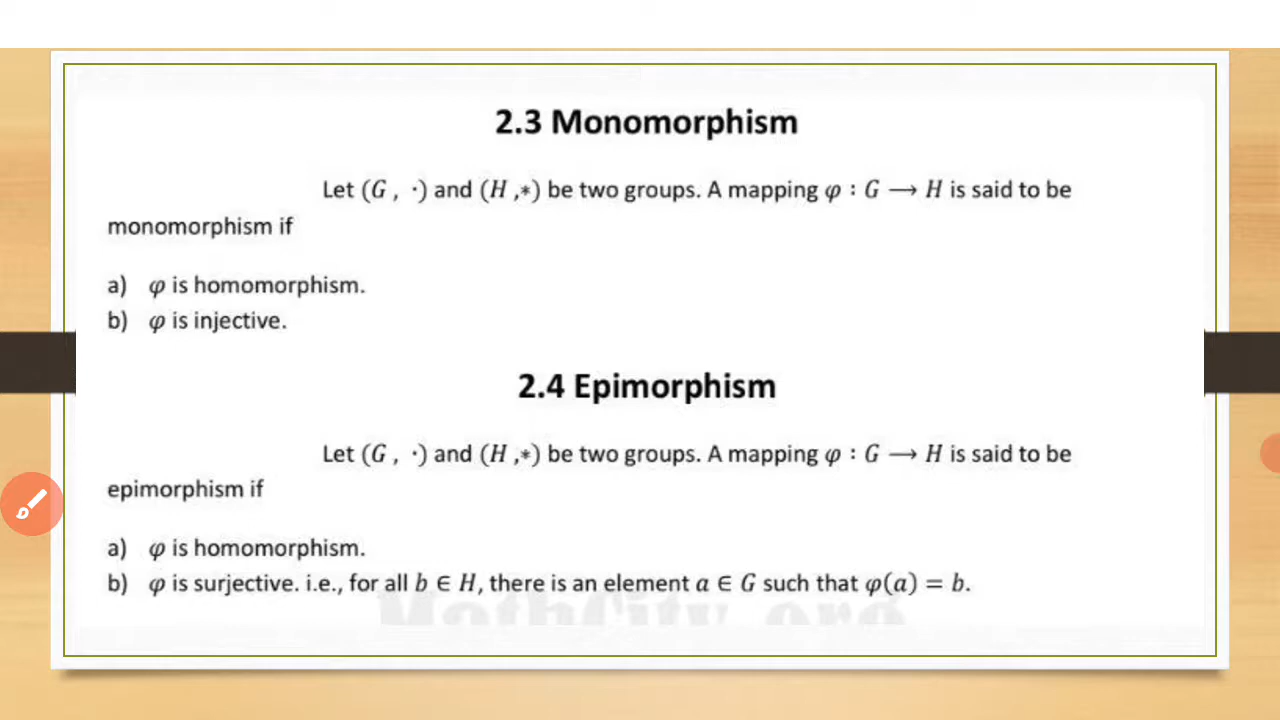 2.3 Monomorphism
Let (G , ·) and (H ,∗) be two groups. A mapping φ : G ⟶ H is said to be
monomorphism if
a) φ is homomorphism.
b) φ is injective.
2.4 Epimorphism
Let (G , ·) and (H ,∗) be two groups. A mapping φ : G ⟶ H is said to be
epimorphism if
a) φ is homomorphism.
b) φ is surjective. i.e., for all b ∈ H, there is an element a ∈ G such that φ(a) = b.
MathCity.org